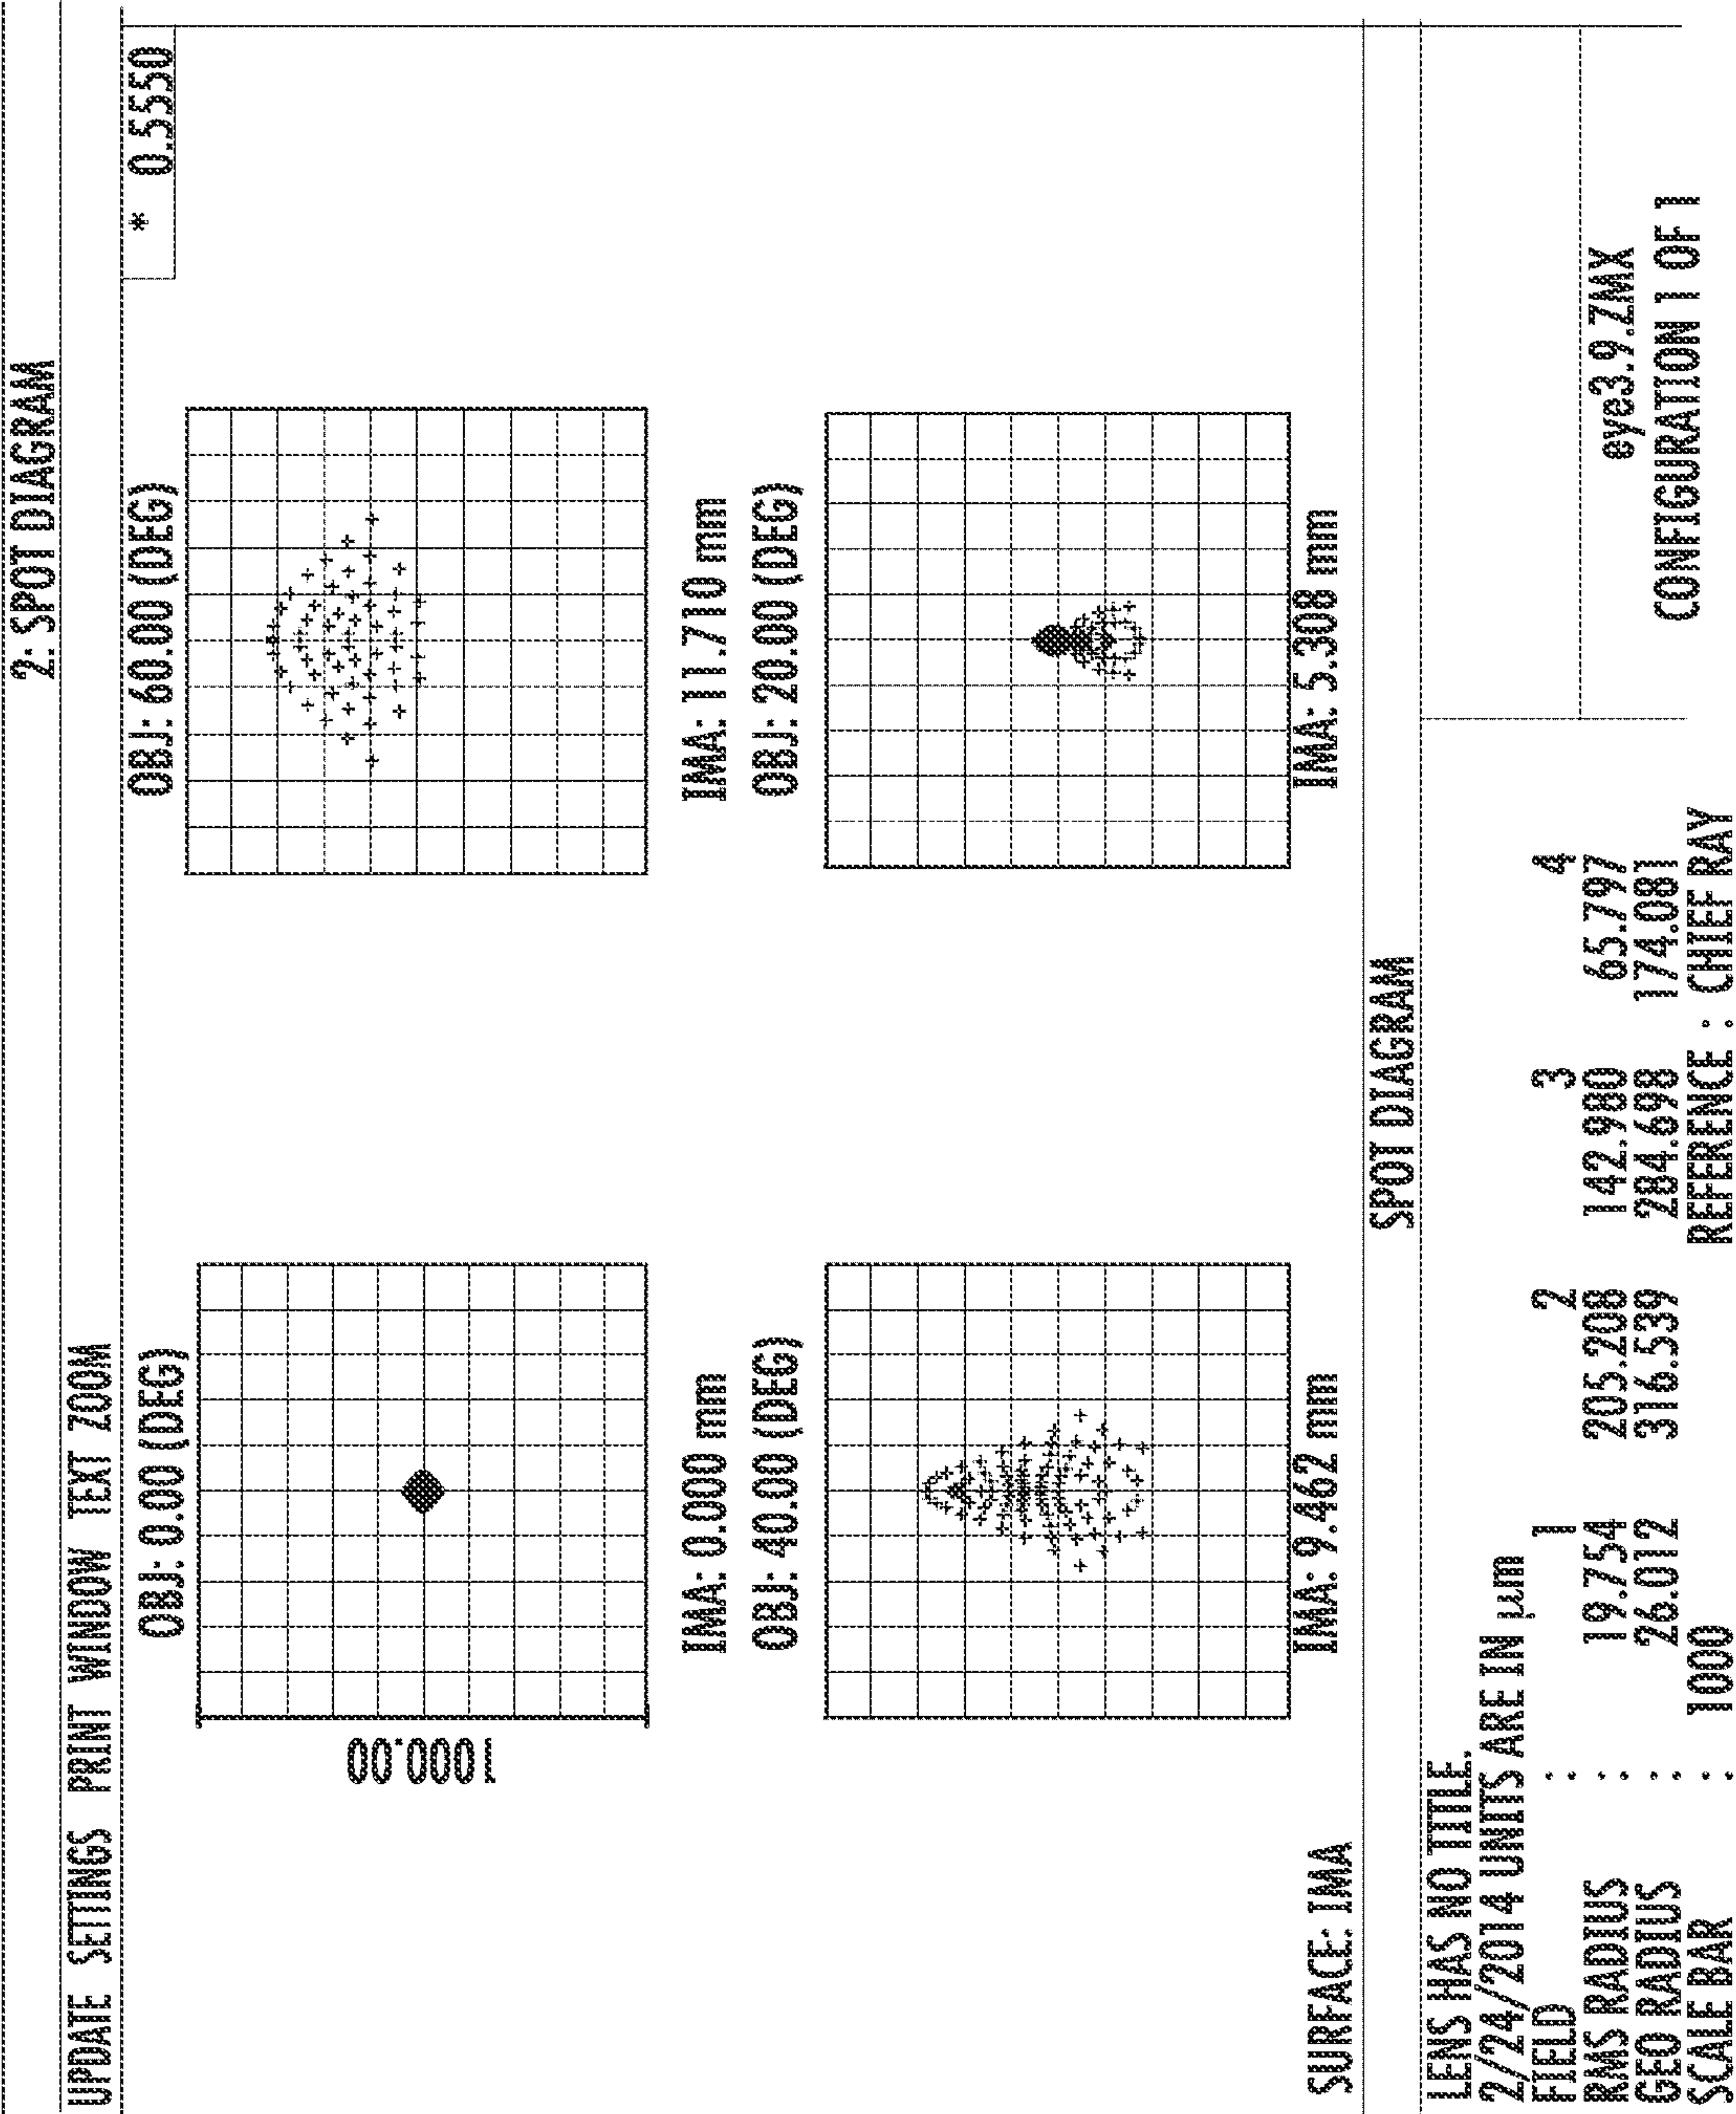 2: SPOT DIAGRAM
UPDATE SETTINGS PRINT WINDOW TEXT ZOOM
* 0.5550
OBJ: 0.00 (DEG)
OBJ: 60.00 (DEG)
1000.00
IMA: 0.000 mm
IMA: 11.710 mm
OBJ: 40.00 (DEG)
OBJ: 20.00 (DEG)
IMA: 9.462 mm
IMA: 5.308 mm
SURFACE: IMA
SPOT DIAGRAM
LENS HAS NO TITLE.
2/24/2014 UNITS ARE IN µm
FIELD : 1 2 3 4
RMS RADIUS : 19.754 205.208 142.980 65.797
GEO RADIUS : 26.012 316.539 284.698 174.081
SCALE BAR : 1000 REFERENCE : CHIEF RAY
eye3.9.ZMX
CONFIGURATION 1 OF 1